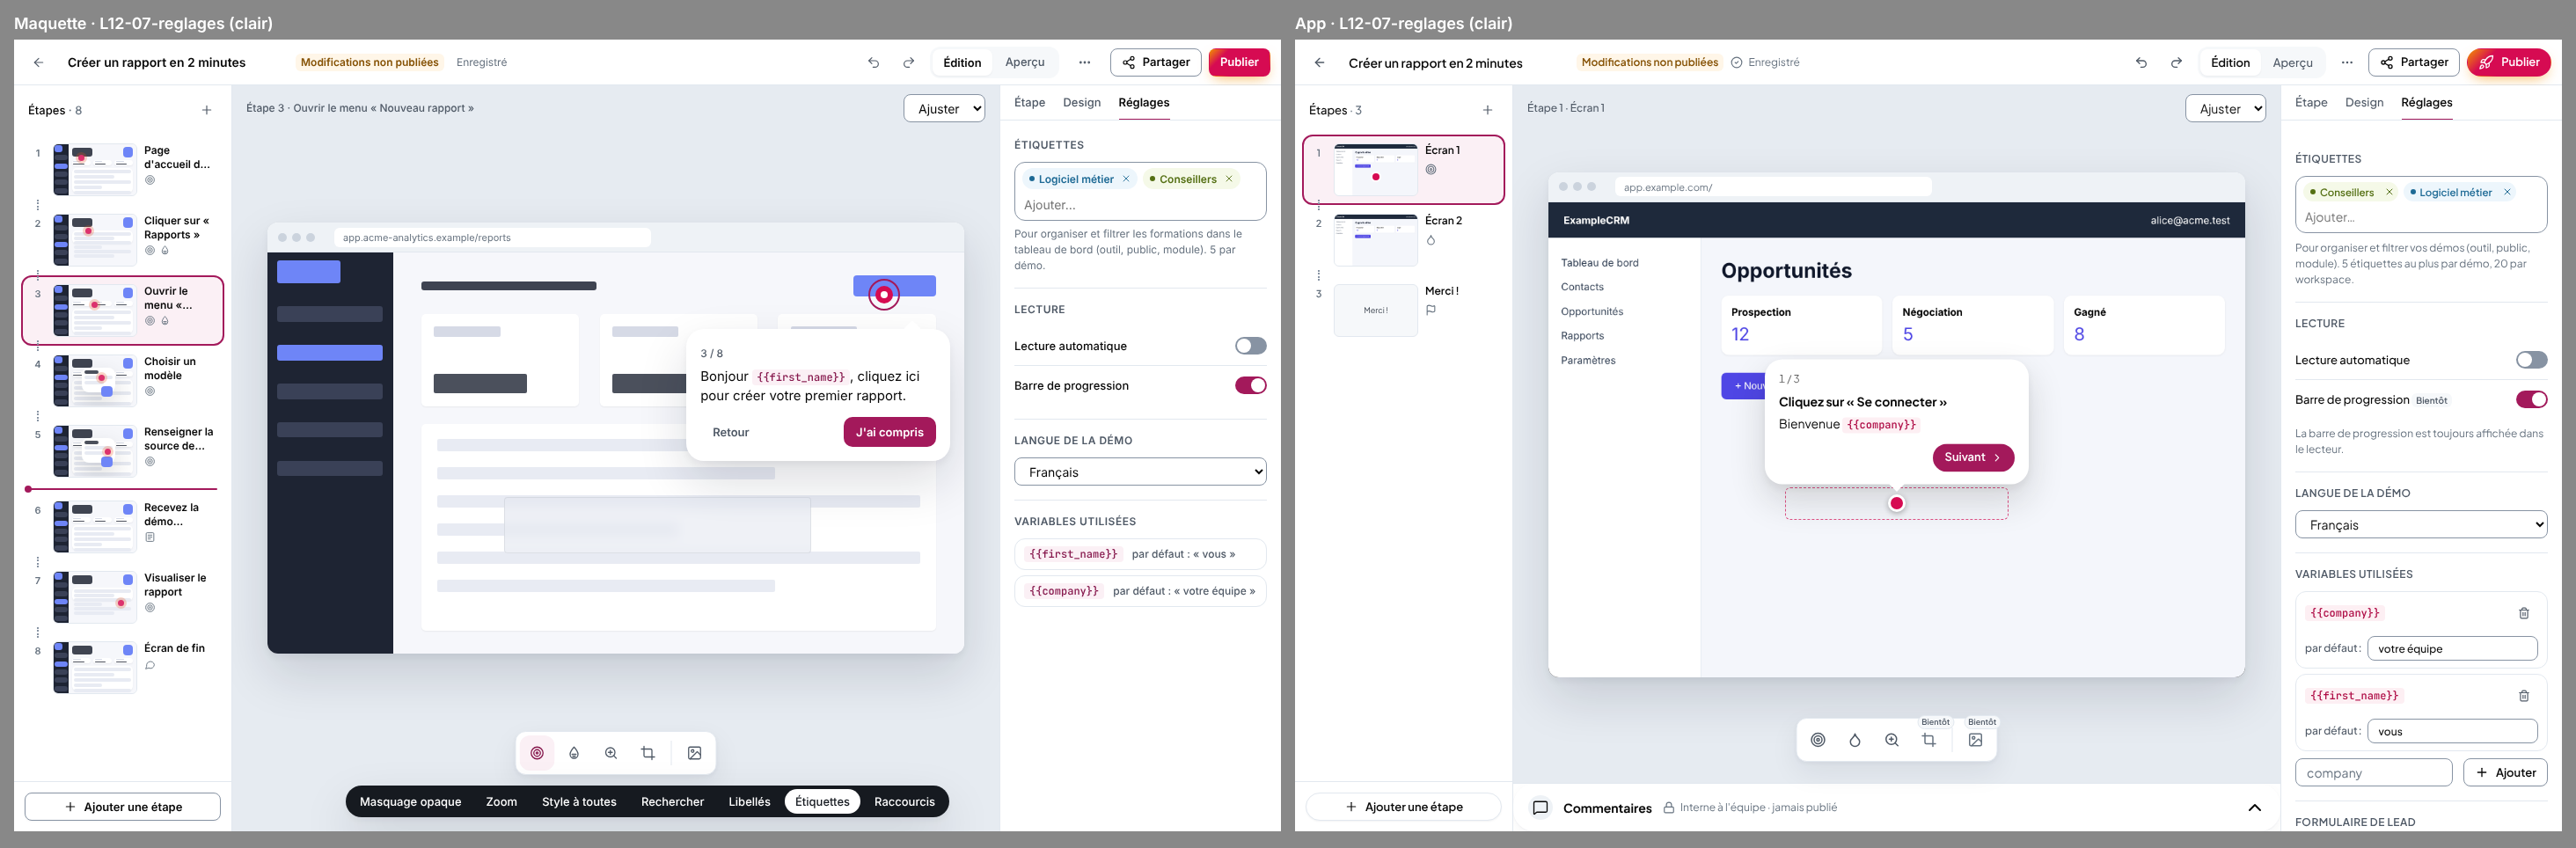 Maquette · L12-07-reglages (clair)
Créer un rapport en 2 minutes
Modifications non publiées
Enregistré
Édition
Aperçu
Partager
Publier
Étapes · 8
1
Page
d'accueil d...
2
Cliquer sur «
Rapports »
3
Ouvrir le
menu «...
4
Choisir un
modèle
5
Renseigner la
source de...
6
Recevez la
démo...
7
Visualiser le
rapport
8
Écran de fin
Ajouter une étape
Étape 3 · Ouvrir le menu « Nouveau rapport »
Ajuster
app.acme-analytics.example/reports
3 / 8
Bonjour {{first_name}}, cliquez ici
pour créer votre premier rapport.
Retour
J'ai compris
Masquage opaque
Zoom
Style à toutes
Rechercher
Libellés
Étiquettes
Raccourcis
Étape
Design
Réglages
ÉTIQUETTES
Logiciel métier ×
Conseillers ×
Ajouter...
Pour organiser et filtrer les formations dans le
tableau de bord (outil, public, module). 5 par
démo.
LECTURE
Lecture automatique
Barre de progression
LANGUE DE LA DÉMO
Français
VARIABLES UTILISÉES
{{first_name}} par défaut : « vous »
{{company}} par défaut : « votre équipe »
App · L12-07-reglages (clair)
Créer un rapport en 2 minutes
Modifications non publiées
Enregistré
Édition
Aperçu
Partager
Publier
Étapes · 3
1
Écran 1
2
Écran 2
3
Merci !
Merci !
Ajouter une étape
Étape 1 · Écran 1
Ajuster
app.example.com/
ExampleCRM
alice@acme.test
Tableau de bord
Contacts
Opportunités
Rapports
Paramètres
Opportunités
Prospection
12
Négociation
5
Gagné
8
+ Nouv
1 / 3
Cliquez sur « Se connecter »
Bienvenue {{company}}
Suivant
Bientôt
Bientôt
Commentaires
Interne à l'équipe · jamais publié
Étape
Design
Réglages
ÉTIQUETTES
Conseillers ×
Logiciel métier ×
Ajouter...
Pour organiser et filtrer vos démos (outil, public,
module). 5 étiquettes au plus par démo, 20 par
workspace.
LECTURE
Lecture automatique
Barre de progression Bientôt
La barre de progression est toujours affichée dans
le lecteur.
LANGUE DE LA DÉMO
Français
VARIABLES UTILISÉES
{{company}}
par défaut : votre équipe
{{first_name}}
par défaut : vous
company
Ajouter
FORMULAIRE DE LEAD